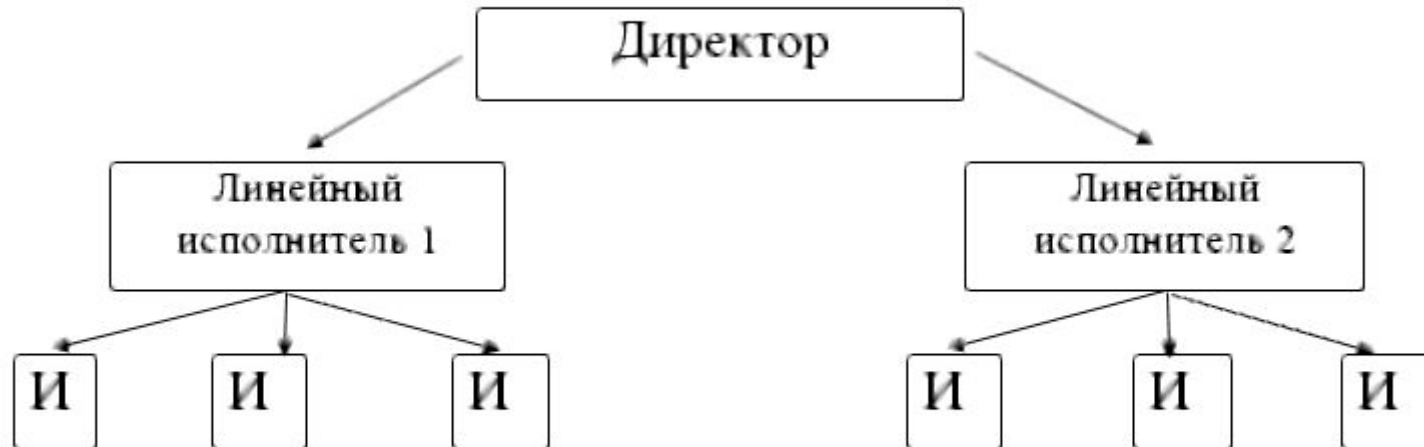 Директор
Линейный
исполнитель 1
Линейный
исполнитель 2
И
И
И
И
И
И